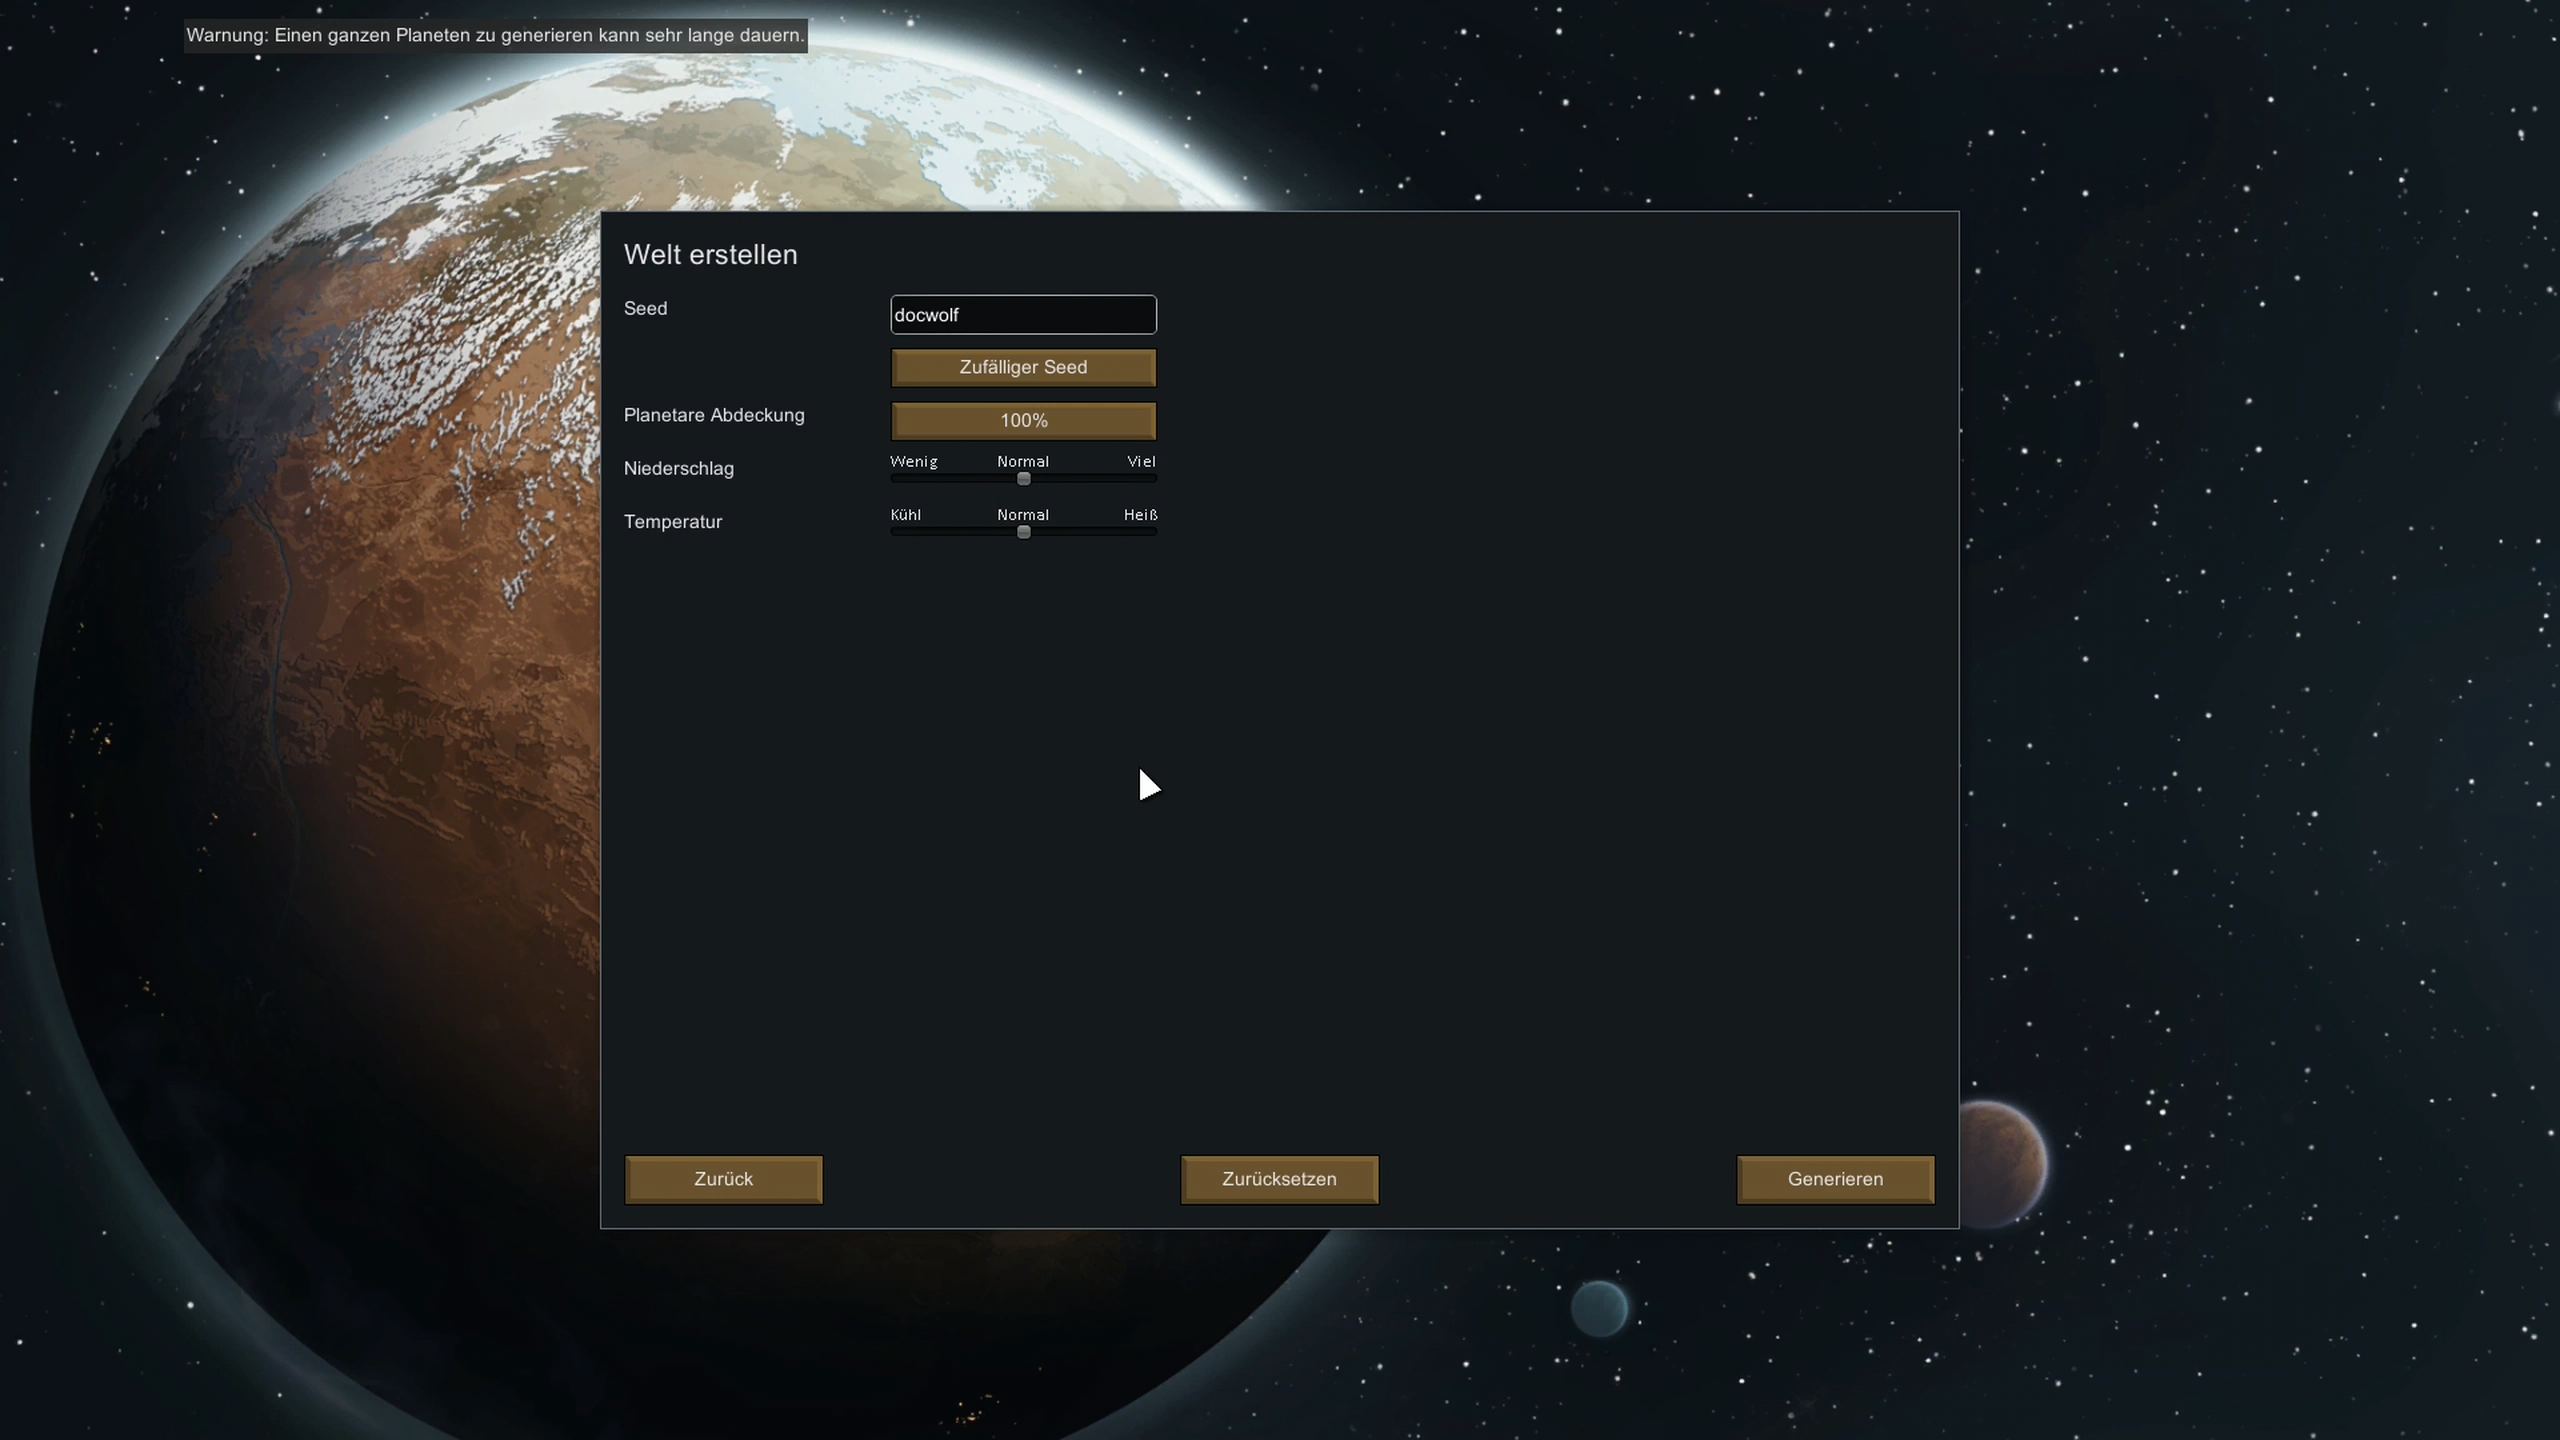 Warnung: Einen ganzen Planeten zu generieren kann sehr lange dauern.
Welt erstellen
Seed
docwolf
Zufälliger Seed
Planetare Abdeckung
100%
Niederschlag
Wenig Normal Viel
Temperatur
Kühl Normal Heiß
Zurück
Zurücksetzen
Generieren